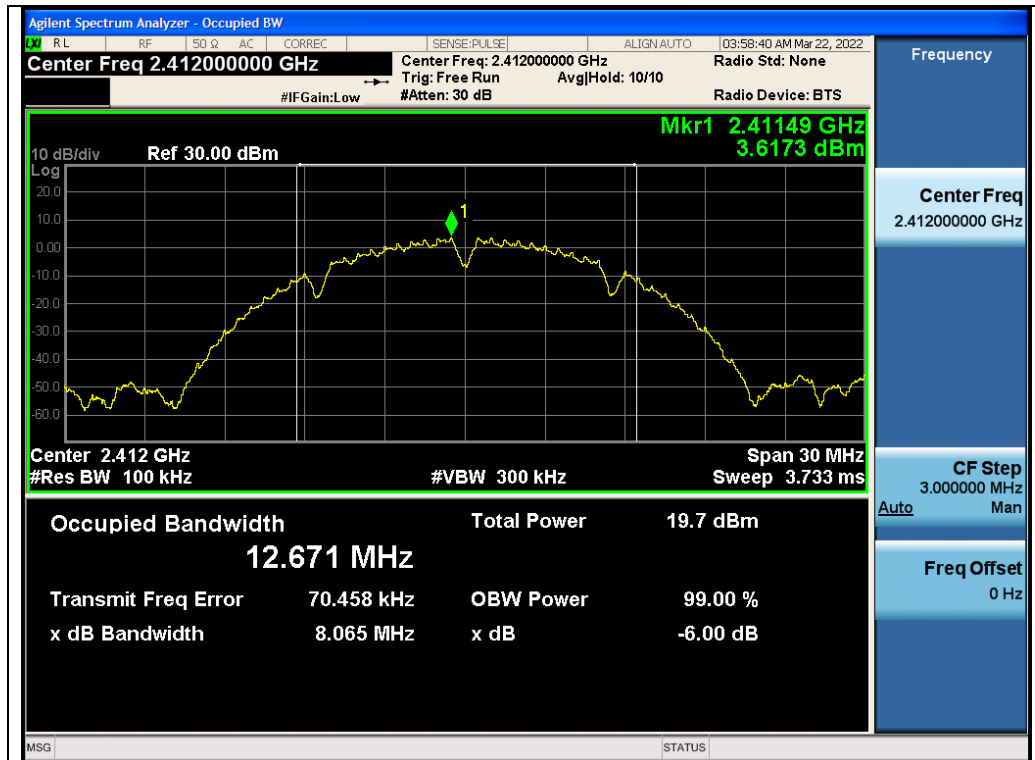 Agilent Spectrum Analyzer - Occupied BW
LXI RL RF 50 Ω AC CORREC SENSE:PULSE ALIGN AUTO 03:58:40 AM Mar 22, 2022
Center Freq 2.412000000 GHz
Center Freq: 2.412000000 GHz
Radio Std: None
Trig: Free Run Avg|Hold: 10/10
#IFGain:Low
#Atten: 30 dB
Radio Device: BTS
Mkr1 2.41149 GHz
3.6173 dBm
10 dB/div Ref 30.00 dBm
Log
20.0
10.0
0.00
-10.0
-20.0
-30.0
-40.0
-50.0
-60.0
1
Center 2.412 GHz
Span 30 MHz
#Res BW 100 kHz
#VBW 300 kHz
Sweep 3.733 ms
Occupied Bandwidth
12.671 MHz
Total Power 19.7 dBm
Transmit Freq Error 70.458 kHz
OBW Power 99.00 %
x dB Bandwidth 8.065 MHz
x dB -6.00 dB
Frequency
Center Freq
2.412000000 GHz
CF Step
3.000000 MHz
Auto Man
Freq Offset
0 Hz
MSG
STATUS